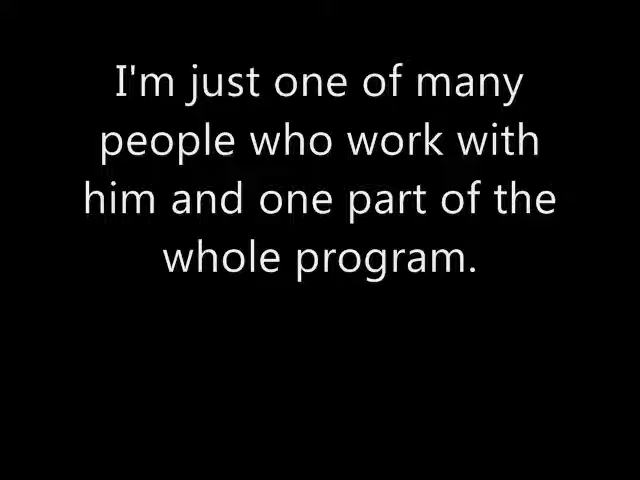 I'm just one of many
people who work with
him and one part of the
whole program.